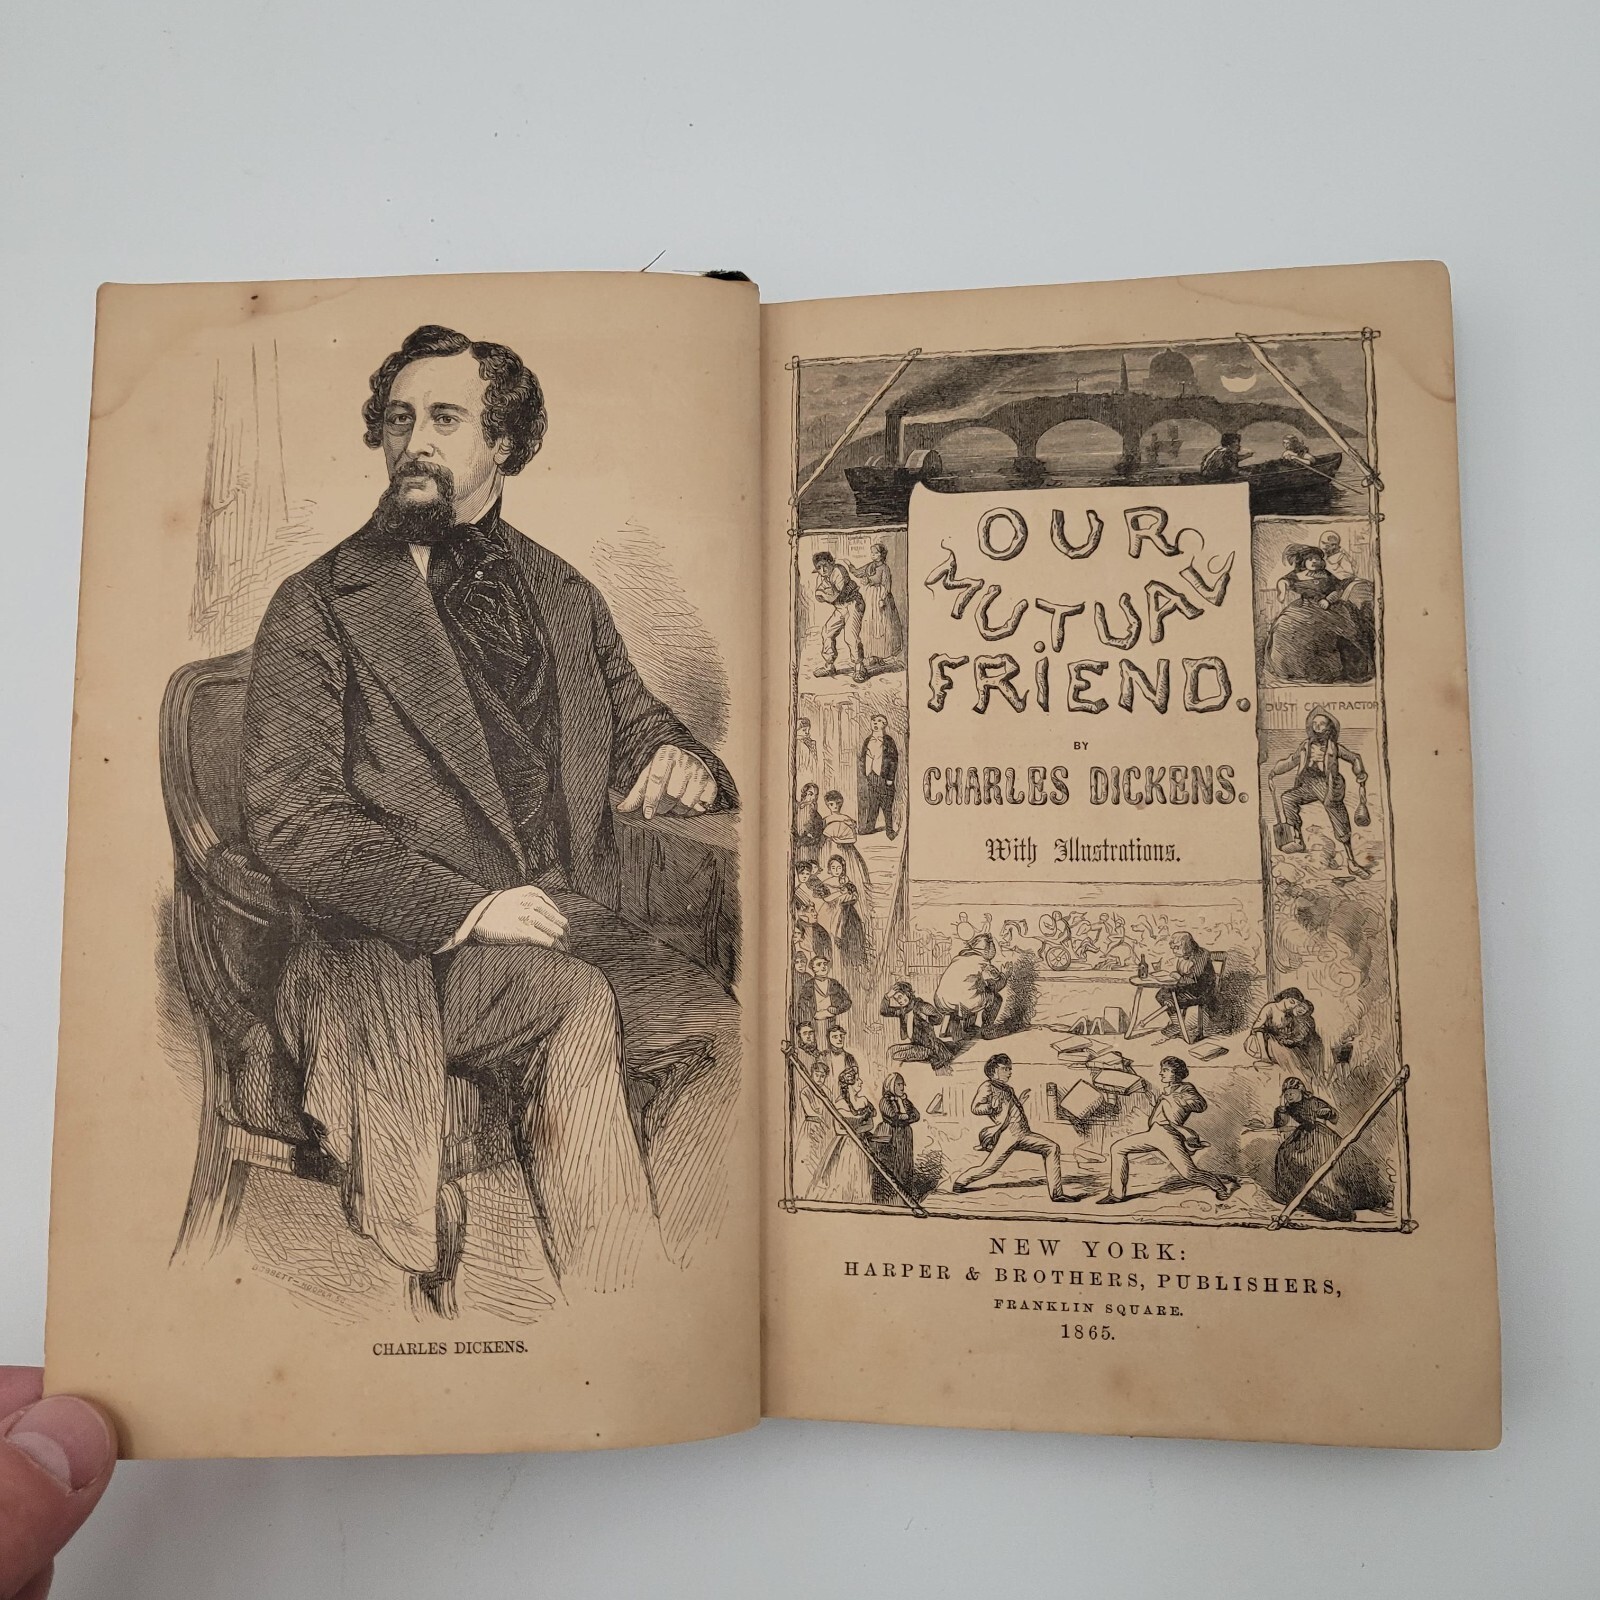 CHARLES DICKENS.
OUR
MUTUAL
FRIEND.
BY
CHARLES DICKENS.
With Illustrations.
DUST CONTRACTOR
NEW YORK:
HARPER & BROTHERS, PUBLISHERS,
FRANKLIN SQUARE.
1865.